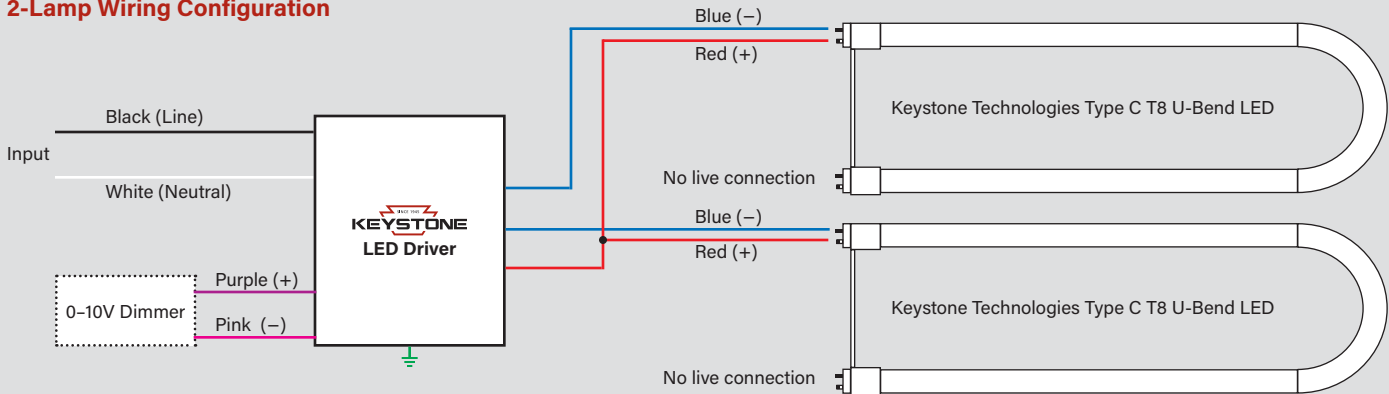 2-Lamp Wiring Configuration
Blue (−)
Red (+)
Keystone Technologies Type C T8 U-Bend LED
No live connection
Black (Line)
Input
White (Neutral)
SINCE 1945
KEYSTONE
LED Driver
Blue (−)
Red (+)
Keystone Technologies Type C T8 U-Bend LED
No live connection
Purple (+)
0–10V Dimmer
Pink (−)